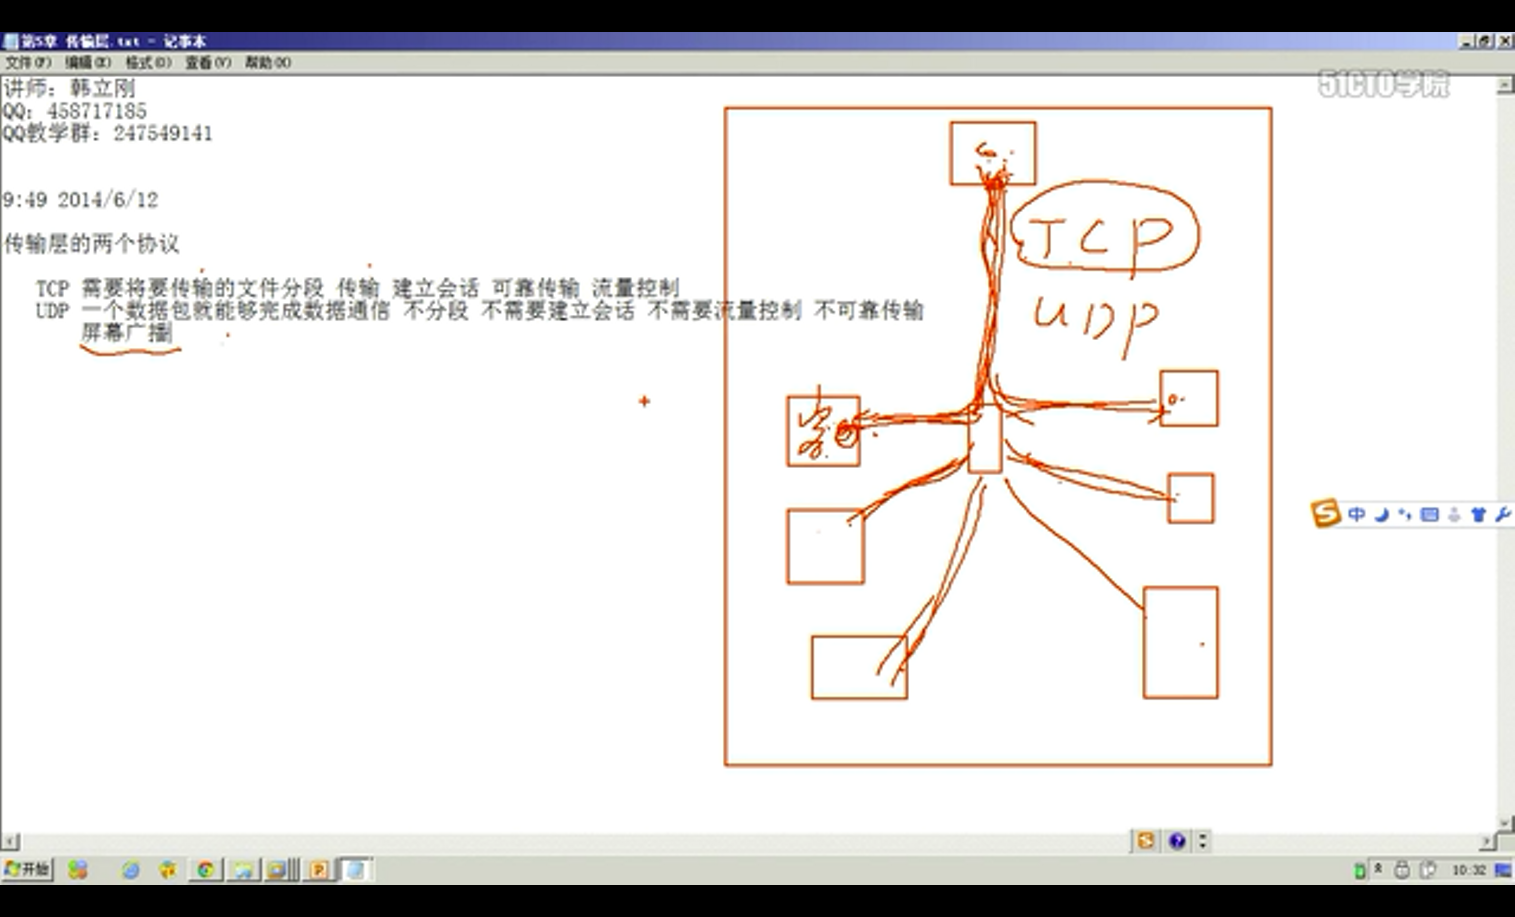 第5章 传输层.txt - 记事本
文件(F) 编辑(E) 格式(O) 查看(V) 帮助(H)
讲师：韩立刚
QQ：458717185
QQ教学群：247549141
51CTO学院
9:49 2014/6/12
传输层的两个协议
TCP 需要将要传输的文件分段 传输 建立会话 可靠传输 流量控制
UDP 一个数据包就能够完成数据通信 不分段 不需要建立会话 不需要流量控制 不可靠传输
屏幕广播
TCP
UDP
中
开始
10:32